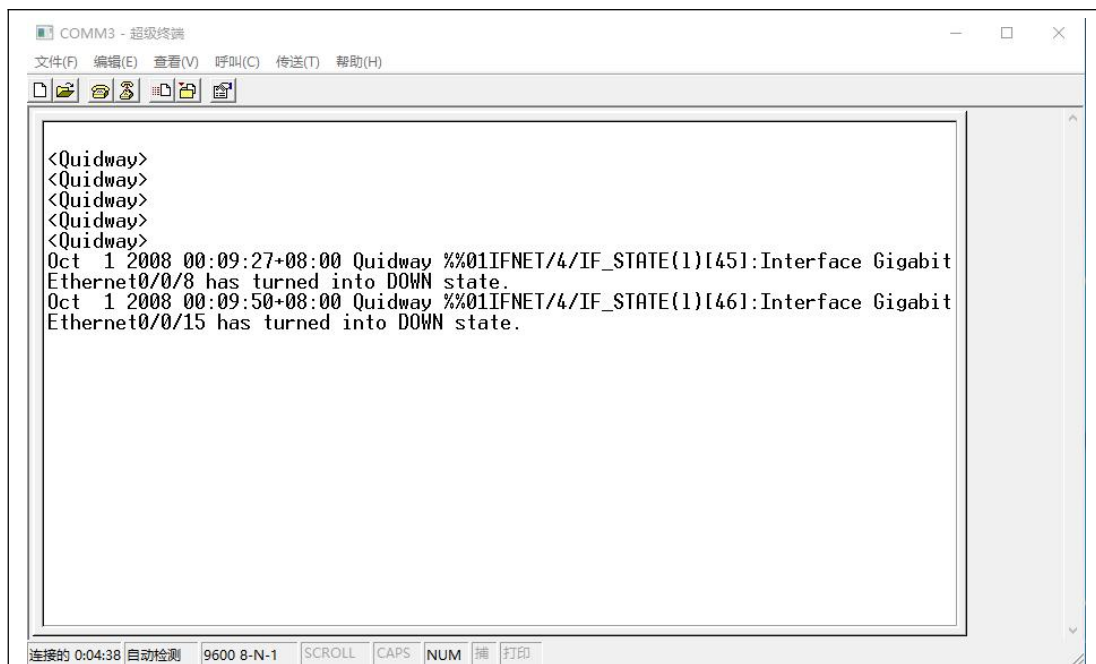 COMM3 - 超级终端
文件(F) 编辑(E) 查看(V) 呼叫(C) 传送(T) 帮助(H)
<Quidway>
<Quidway>
<Quidway>
<Quidway>
<Quidway>
Oct  1 2008 00:09:27+08:00 Quidway %%01IFNET/4/IF_STATE(l)[45]:Interface Gigabit
Ethernet0/0/8 has turned into DOWN state.
Oct  1 2008 00:09:50+08:00 Quidway %%01IFNET/4/IF_STATE(l)[46]:Interface Gigabit
Ethernet0/0/15 has turned into DOWN state.
连接的 0:04:38 自动检测 9600 8-N-1 SCROLL CAPS NUM 捕 打印